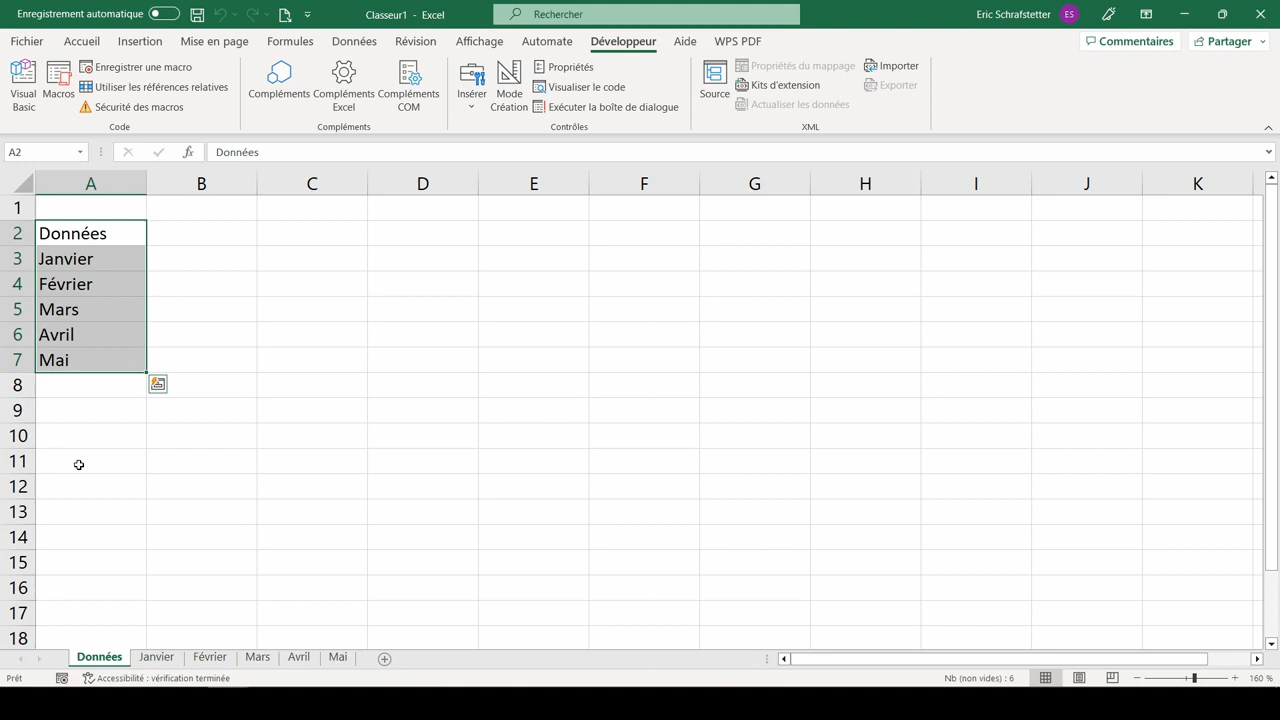 Enregistrement automatique
Classeur1 - Excel
Rechercher
Eric Schrafstetter
ES
Fichier Accueil Insertion Mise en page Formules Données Révision Affichage Automate Développeur Aide WPS PDF
Commentaires
Partager
Visual Basic
Macros
Enregistrer une macro
Utiliser les références relatives
Sécurité des macros
Code
Compléments
Compléments Excel
Compléments COM
Compléments
Insérer
Mode Création
Propriétés
Visualiser le code
Exécuter la boîte de dialogue
Contrôles
Source
Propriétés du mappage
Kits d'extension
Actualiser les données
Importer
Exporter
XML
A2
fx
Données
A B C D E F G H I J K
1
2 Données
3 Janvier
4 Février
5 Mars
6 Avril
7 Mai
8
9
10
11
12
13
14
15
16
17
18
Données Janvier Février Mars Avril Mai
Prêt
Accessibilité : vérification terminée
Nb (non vides) : 6
160 %